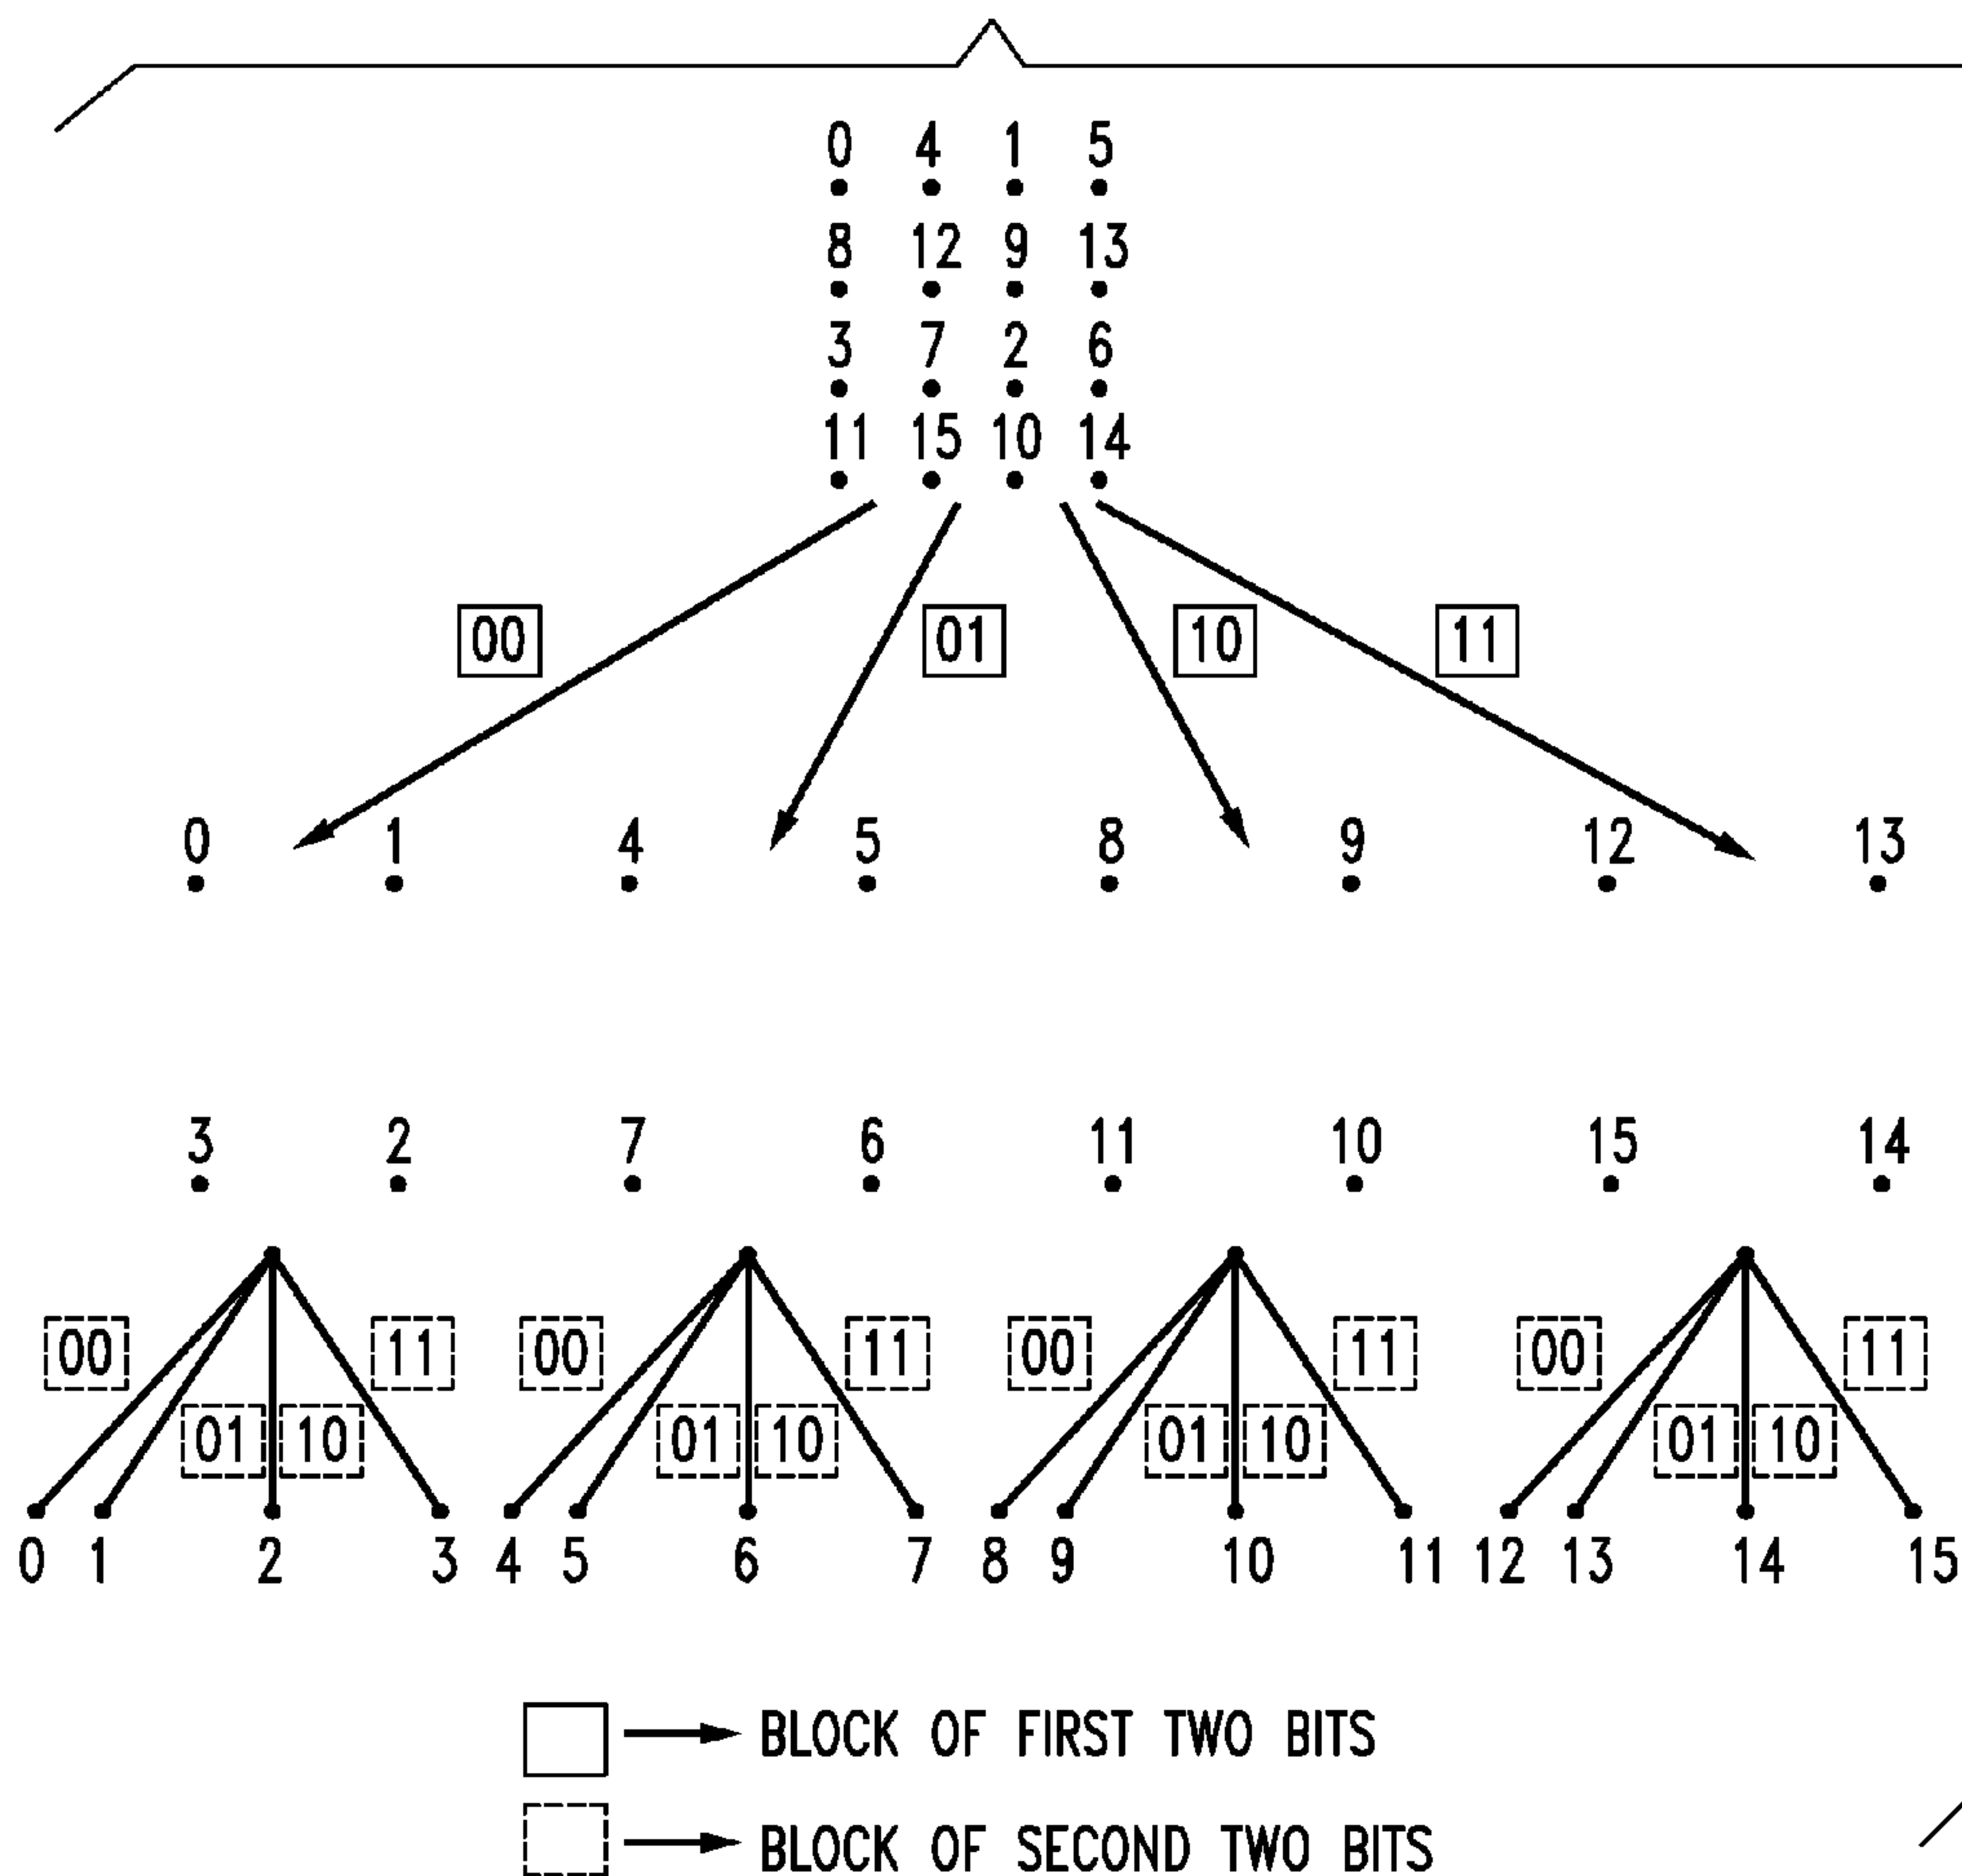 0 4 1 5
8 12 9 13
3 7 2 6
11 15 10 14
00 01 10 11
0 1 4 5 8 9 12 13
3 2 7 6 11 10 15 14
00 11 00 11 00 11 00 11
01 10 01 10 01 10 01 10
0 1 2 3 4 5 6 7 8 9 10 11 12 13 14 15
BLOCK OF FIRST TWO BITS
BLOCK OF SECOND TWO BITS